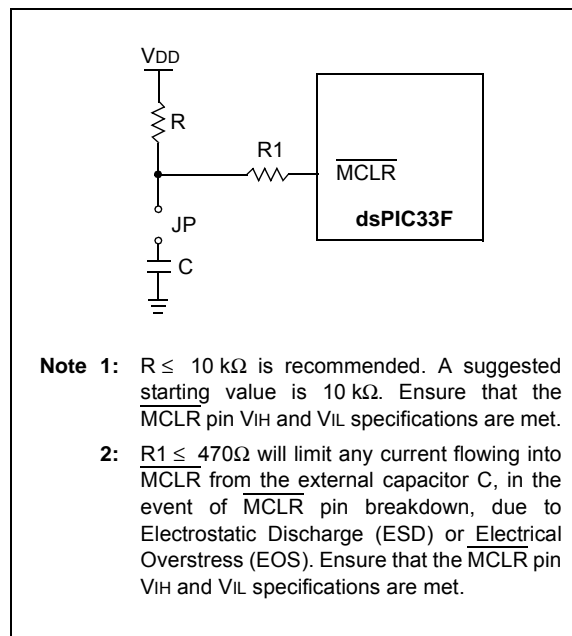 VDD
R
R1
MCLR
dsPIC33F
JP
C
Note 1: R ≤ 10 kΩ is recommended. A suggested
starting value is 10 kΩ. Ensure that the
MCLR pin VIH and VIL specifications are met.
2: R1 ≤ 470Ω will limit any current flowing into
MCLR from the external capacitor C, in the
event of MCLR pin breakdown, due to
Electrostatic Discharge (ESD) or Electrical
Overstress (EOS). Ensure that the MCLR pin
VIH and VIL specifications are met.